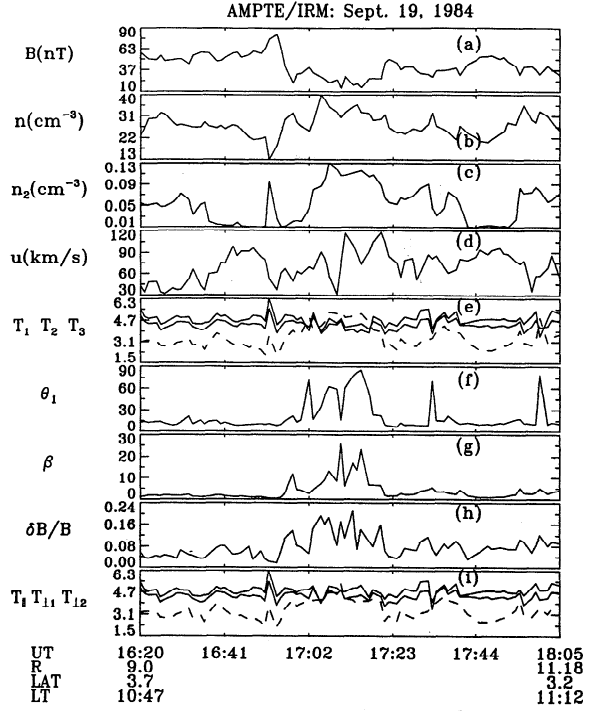 AMPTE/IRM: Sept. 19, 1984
B(nT)
90
63
37
10
(a)
n(cm⁻³)
40
31
22
13
(b)
n₂(cm⁻³)
0.13
0.09
0.05
0.01
(c)
u(km/s)
120
90
60
30
(d)
T₁ T₂ T₃
6.3
4.7
3.1
1.5
(e)
θ₁
90
60
30
0
(f)
β
30
20
10
0
(g)
δB/B
0.24
0.16
0.08
0.00
(h)
T∥ T⊥1 T⊥2
6.3
4.7
3.1
1.5
(i)
UT 16:20 16:41 17:02 17:23 17:44 18:05
R 9.0 11.18
LAT 3.7 3.2
LT 10:47 11:12